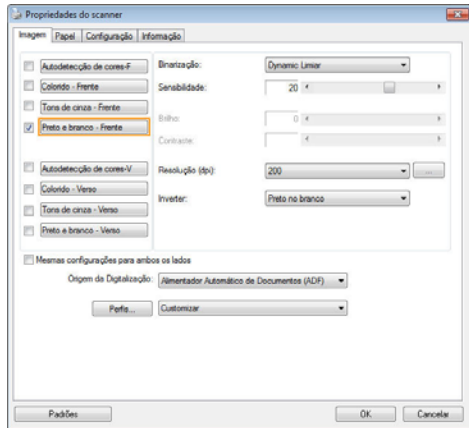 Propriedades do scanner
Imagem Papel Configuração Informação
Autodetecção de cores-F
Colorido - Frente
Tons de cinza - Frente
Preto e branco - Frente
Autodetecção de cores-V
Colorido - Verso
Tons de cinza - Verso
Preto e branco - Verso
Binarização: Dynamic Limiar
Sensibilidade: 20
Brilho: 0
Contraste:
Resolução (dpi): 200 ...
Inverter: Preto no branco
Mesmas configurações para ambos os lados
Origem da Digitalização: Alimentador Automático de Documentos (ADF)
Perfis... Customizar
Padrões OK Cancelar